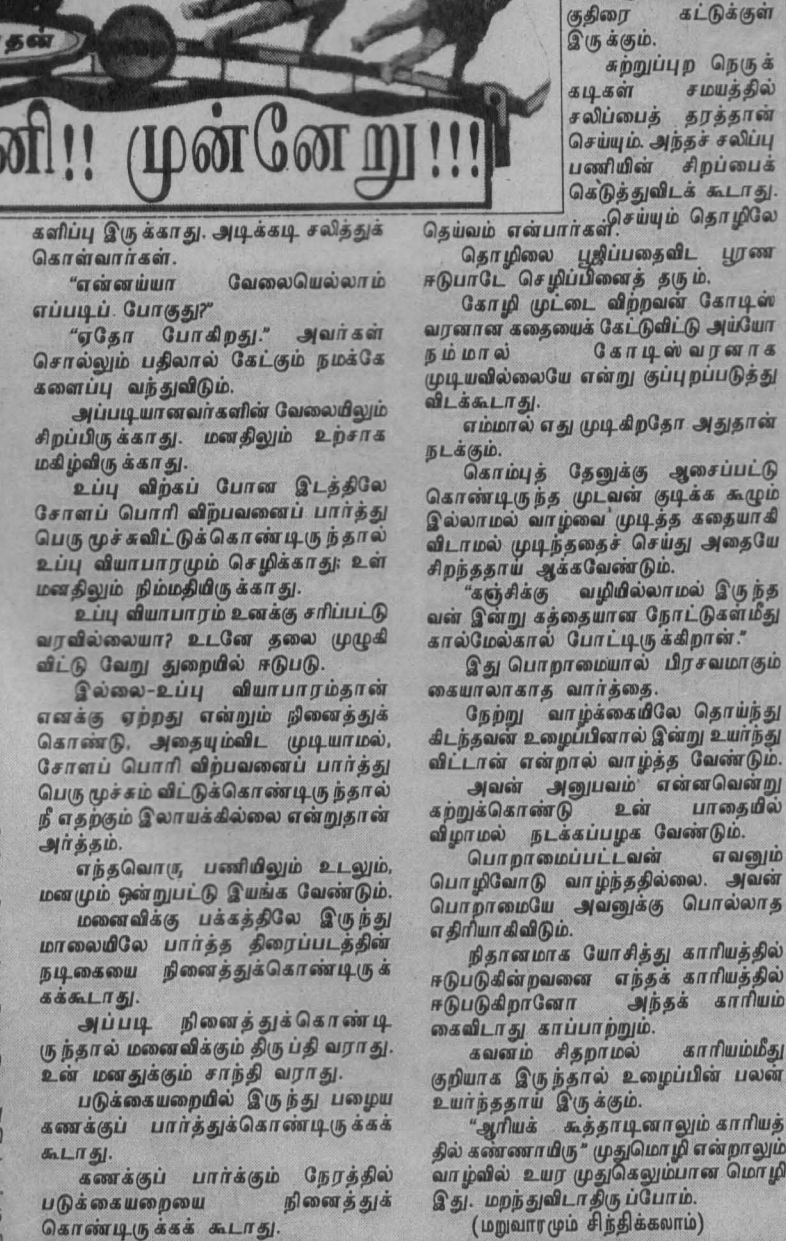 தன்
னி!! முன்னேறு!!!
களிப்பு இருக்காது. அடிக்கடி சலித்துக்
கொள்வார்கள்.
“என்னய்யா வேலையெல்லாம்
எப்படிப் போகுது?”
“ஏதோ போகிறது.” அவர்கள்
சொல்லும் பதிலால் கேட்கும் நமக்கே
களைப்பு வந்துவிடும்.
அப்படியானவர்களின் வேலையிலும்
சிறப்பிருக்காது. மனதிலும் உற்சாக
மகிழ்விருக்காது.
உப்பு விற்கப் போன இடத்திலே
சோளப் பொரி விற்பவனைப் பார்த்து
பெருமூச்சுவிட்டுக்கொண்டிருந்தால்
உப்பு வியாபாரமும் செழிக்காது; உள்
மனதிலும் நிம்மதியிருக்காது.
உப்பு வியாபாரம் உனக்கு சரிப்பட்டு
வரவில்லையா? உடனே தலை முழுகி
விட்டு வேறு துறையில் ஈடுபடு.
இல்லை-உப்பு வியாபாரம்தான்
எனக்கு ஏற்றது என்றும் நினைத்துக்
கொண்டு, அதையும்விட முடியாமல்,
சோளப் பொரி விற்பவனைப் பார்த்து
பெருமூச்சும் விட்டுக்கொண்டிருந்தால்
நீ எதற்கும் இலாயக்கில்லை என்றுதான்
அர்த்தம்.
எந்தவொரு பணியிலும் உடலும்,
மனமும் ஒன்றுபட்டு இயங்க வேண்டும்.
மனைவிக்கு பக்கத்திலே இருந்து
மாலையிலே பார்த்த திரைப்படத்தின்
நடிகையை நினைத்துக்கொண்டிருக்
கக்கூடாது.
அப்படி நினைத்துக்கொண்டி
ருந்தால் மனைவிக்கும் திருப்தி வராது.
உன் மனதுக்கும் சாந்தி வராது.
படுக்கையறையில் இருந்து பழைய
கணக்குப் பார்த்துக்கொண்டிருக்கக்
கூடாது.
கணக்குப் பார்க்கும் நேரத்தில்
படுக்கையறையை நினைத்துக்
கொண்டிருக்கக் கூடாது.
குதிரை கட்டுக்குள்
இருக்கும்.
சுற்றுப்புற நெருக்
கடிகள் சமயத்தில்
சலிப்பைத் தரத்தான்
செய்யும். அந்தச் சலிப்பு
பணியின் சிறப்பைக்
கெடுத்துவிடக் கூடாது.
செய்யும் தொழிலே
தெய்வம் என்பார்கள்.
தொழிலை பூஜிப்பதைவிட பூரண
ஈடுபாடே செழிப்பினைத் தரும்.
கோழி முட்டை விற்றவன் கோடிஸ்
வரனான கதையைக் கேட்டுவிட்டு அய்யோ
நம்மால் கோடிஸ்வரனாக
முடியவில்லையே என்று குப்புறப்படுத்து
விடக்கூடாது.
எம்மால் எது முடிகிறதோ அதுதான்
நடக்கும்.
கொம்புத் தேனுக்கு ஆசைப்பட்டு
கொண்டிருந்த முடவன் குடிக்க கூழும்
இல்லாமல் வாழ்வை முடித்த கதையாகி
விடாமல் முடிந்ததைச் செய்து அதையே
சிறந்ததாய் ஆக்கவேண்டும்.
“கஞ்சிக்கு வழியில்லாமல் இருந்த
வன் இன்று கத்தையான நோட்டுகள்மீது
கால்மேல்கால் போட்டிருக்கிறான்.”
இது பொறாமையால் பிரசவமாகும்
கையாலாகாத வார்த்தை.
நேற்று வாழ்க்கையிலே தொய்ந்து
கிடந்தவன் உழைப்பினால் இன்று உயர்ந்து
விட்டான் என்றால் வாழ்த்த வேண்டும்.
அவன் அனுபவம் என்னவென்று
கற்றுக்கொண்டு உன் பாதையில்
விழாமல் நடக்கப்பழக வேண்டும்.
பொறாமைப்பட்டவன் எவனும்
பொழிவோடு வாழ்ந்ததில்லை. அவன்
பொறாமையே அவனுக்கு பொல்லாத
எதிரியாகிவிடும்.
நிதானமாக யோசித்து காரியத்தில்
ஈடுபடுகின்றவனை எந்தக் காரியத்தில்
ஈடுபடுகிறானோ அந்தக் காரியம்
கைவிடாது காப்பாற்றும்.
கவனம் சிதறாமல் காரியம்மீது
குறியாக இருந்தால் உழைப்பின் பலன்
உயர்ந்ததாய் இருக்கும்.
“ஆரியக் கூத்தாடினாலும் காரியத்
தில் கண்ணாயிரு” முதுமொழி என்றாலும்
வாழ்வில் உயர முதுகெலும்பான மொழி
இது. மறந்துவிடாதிருப்போம்.
(மறுவாரமும் சிந்திக்கலாம்)